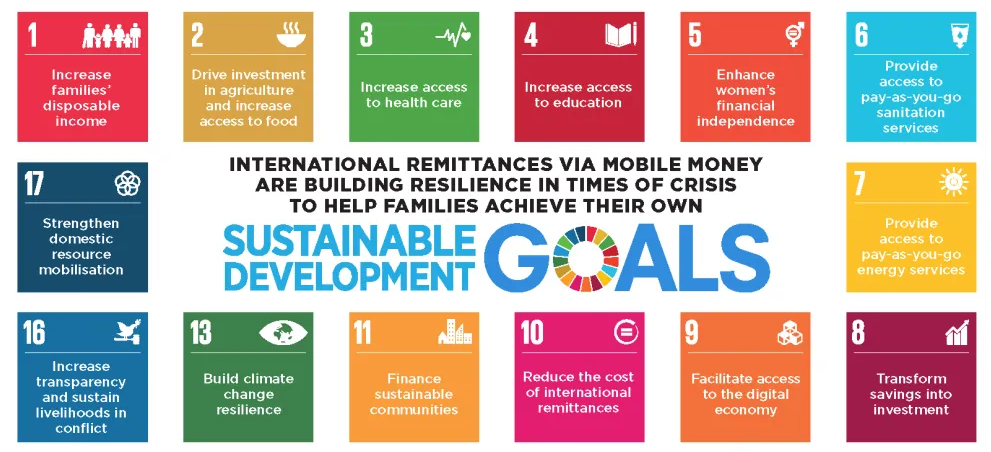 1
Increase
families’
disposable
income
2
Drive investment
in agriculture
and increase
access to food
3
Increase access
to health care
4
Increase access
to education
5
Enhance
women’s
financial
independence
6
Provide
access to
pay-as-you-go
sanitation
services
17
Strengthen
domestic
resource
mobilisation
INTERNATIONAL REMITTANCES VIA MOBILE MONEY
ARE BUILDING RESILIENCE IN TIMES OF CRISIS
TO HELP FAMILIES ACHIEVE THEIR OWN
SUSTAINABLE
DEVELOPMENT
GOALS
7
Provide
access to
pay-as-you-go
energy services
16
Increase
transparency
and sustain
livelihoods in
conflict
13
Build climate
change
resilience
11
Finance
sustainable
communities
10
Reduce the cost
of international
remittances
9
Facilitate access
to the digital
economy
8
Transform
savings into
investment